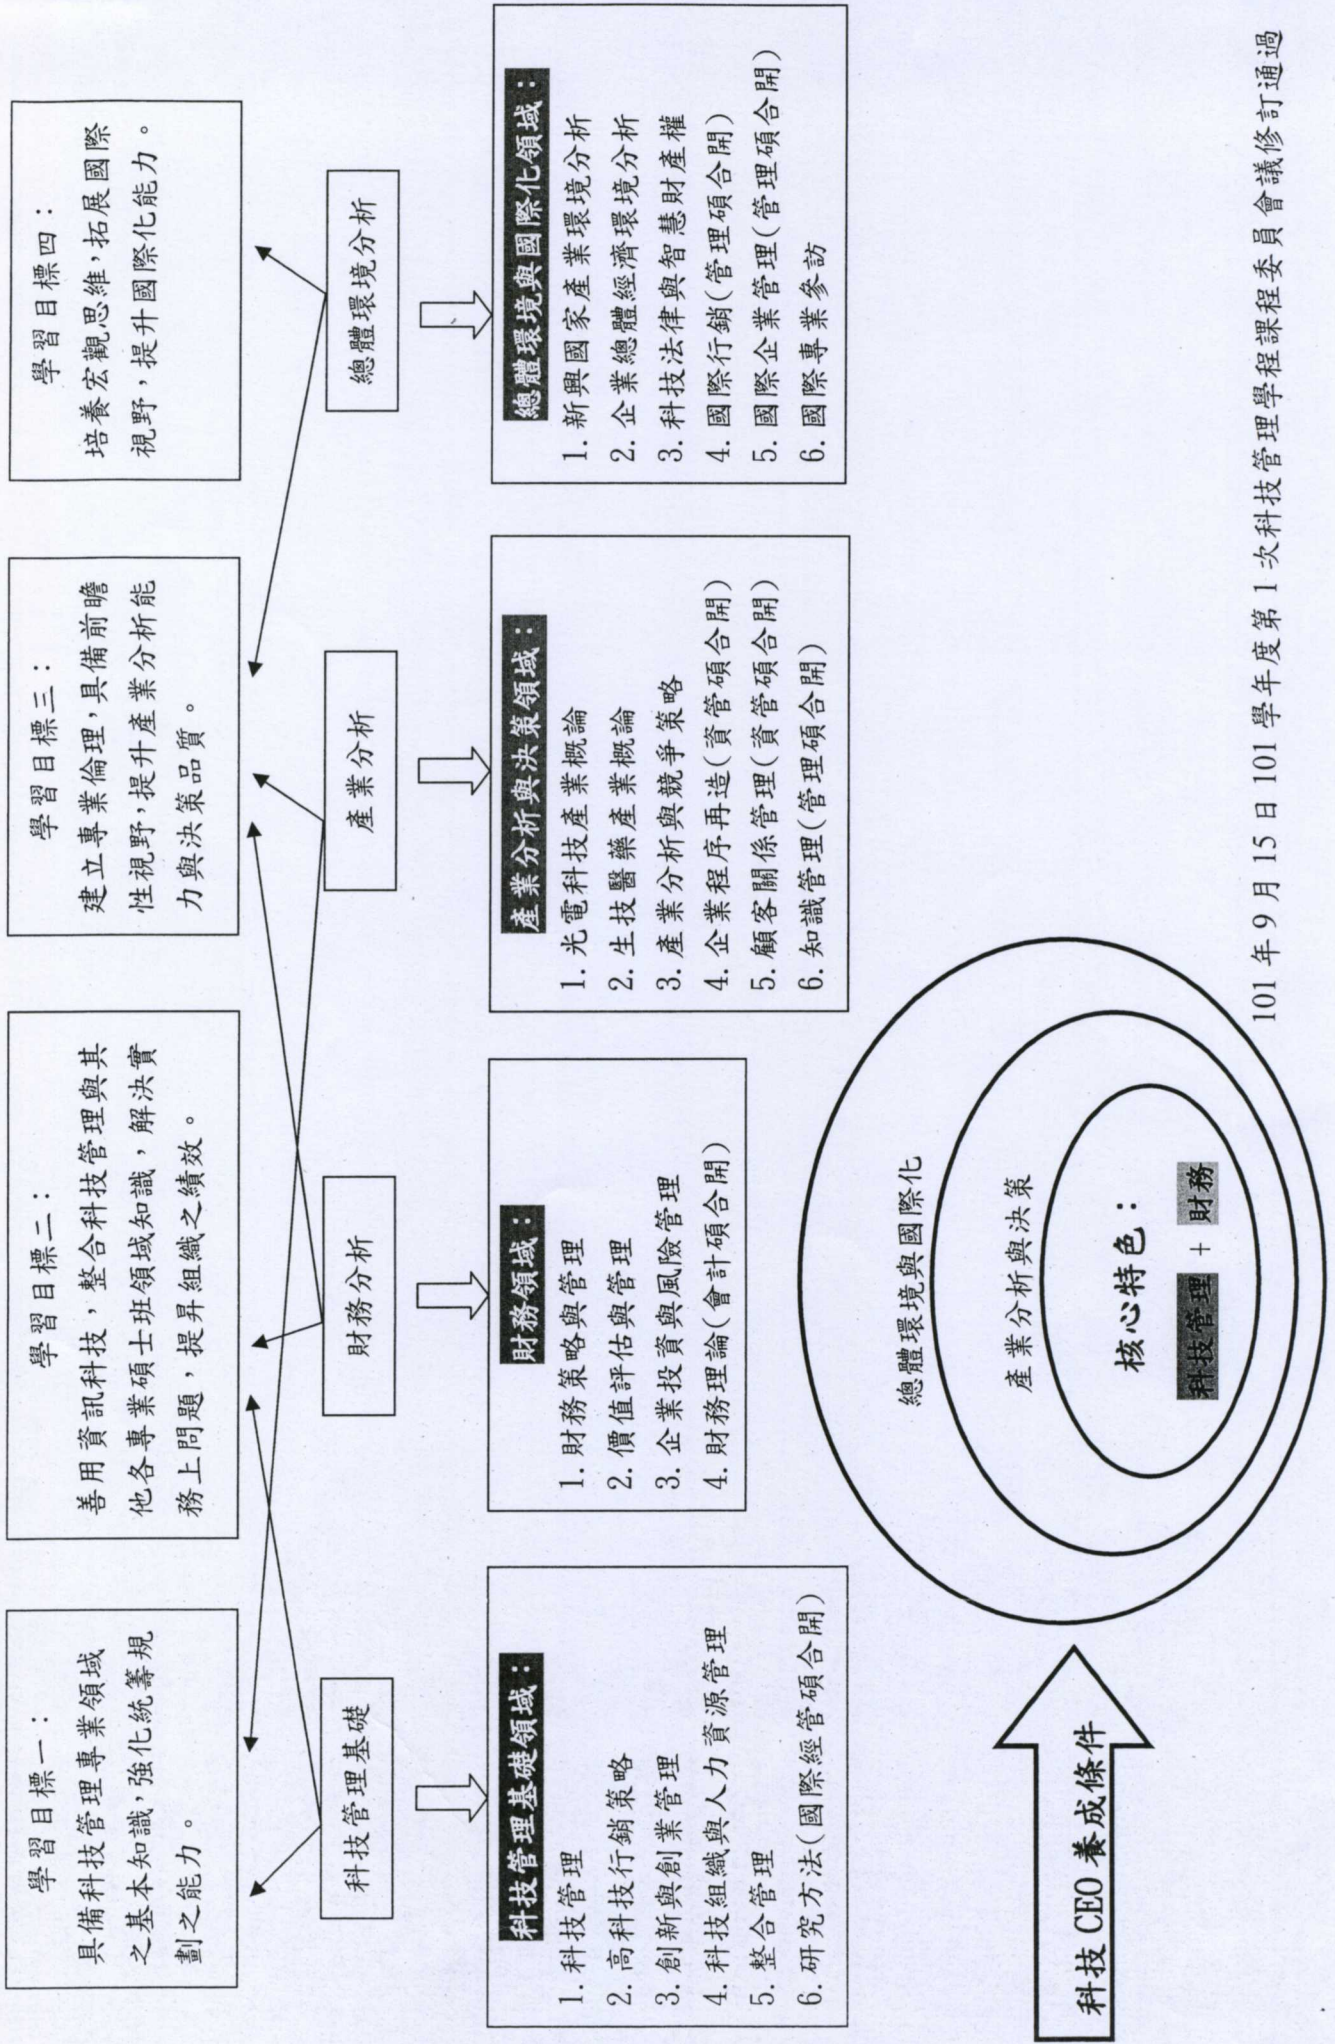 學習目標一：
具備科技管理專業領域
之基本知識，強化統籌規
劃之能力。
學習目標二：
善用資訊科技，整合科技管理與其
他各專業碩士班領域知識，解決實
務上問題，提昇組織之績效。
學習目標三：
建立專業倫理，具備前瞻
性視野，提升產業分析能
力與決策品質。
學習目標四：
培養宏觀思維，拓展國際
視野，提升國際化能力。
科技管理基礎
財務分析
產業分析
總體環境分析
科技管理基礎領域：
1.科技管理
2.高科技行銷策略
3.創新與創業管理
4.科技組織與人力資源管理
5.整合管理
6.研究方法(國際經管碩合開)
財務領域：
1.財務策略與管理
2.價值評估與管理
3.企業投資與風險管理
4.財務理論(會計碩合開)
產業分析與決策領域：
1.光電科技產業概論
2.生技醫藥產業概論
3.產業分析與競爭策略
4.企業程序再造(資管碩合開)
5.顧客關係管理(資管碩合開)
6.知識管理(管理碩合開)
總體環境與國際化領域：
1.新興國家產業環境分析
2.企業總體經濟環境分析
3.科技法律與智慧財產權
4.國際行銷(管理碩合開)
5.國際企業管理(管理碩合開)
6.國際專業參訪
科技 CEO 養成條件
總體環境與國際化
產業分析與決策
核心特色：
科技管理 + 財務
101 年 9 月 15 日 101 學年度第 1 次科技管理學程課程委員會議修訂通過